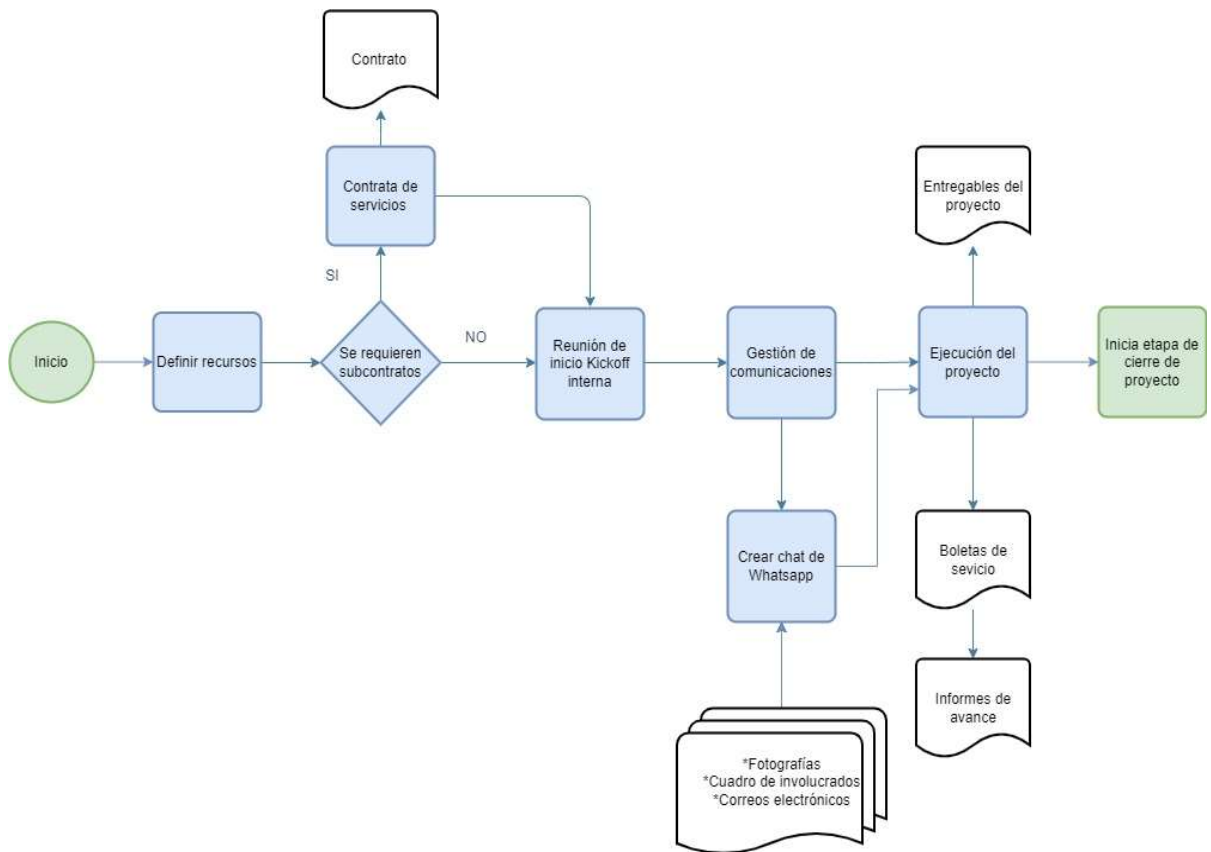 Contrato
Contrata de
servicios
SI
Inicio
Definir recursos
Se requieren
subcontratos
NO
Reunión de
inicio Kickoff
interna
Gestión de
comunicaciones
Entregables del
proyecto
Ejecución del
proyecto
Inicia etapa de
cierre de
proyecto
Crear chat de
Whatsapp
Boletas de
sevicio
Informes de
avance
*Fotografías
*Cuadro de involucrados
*Correos electrónicos